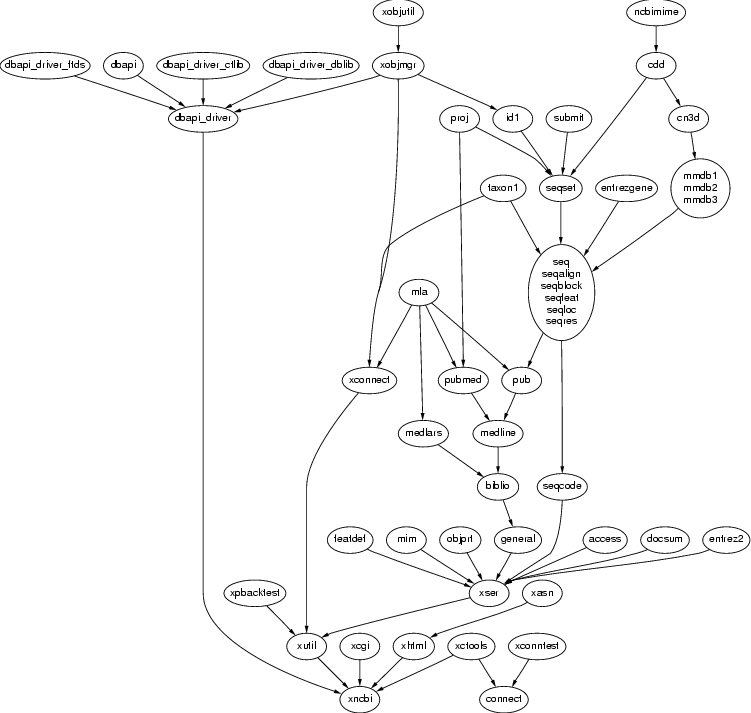 xobjutil
ncbimime
dbapi_driver_ftds
dbapi
dbapi_driver_ctlib
dbapi_driver_dblib
xobjmgr
cdd
dbapi_driver
proj
id1
submit
cn3d
taxon1
seqset
entrezgene
mmdb1
mmdb2
mmdb3
seq
seqalign
seqblock
seqfeat
seqloc
seqres
mla
xconnect
pubmed
pub
medlars
medline
biblio
seqcode
featdef
mim
objprt
general
access
docsum
entrez2
xpbacktest
xser
xasn
xutil
xcgi
xhtml
xctools
xconntest
xncbi
connect